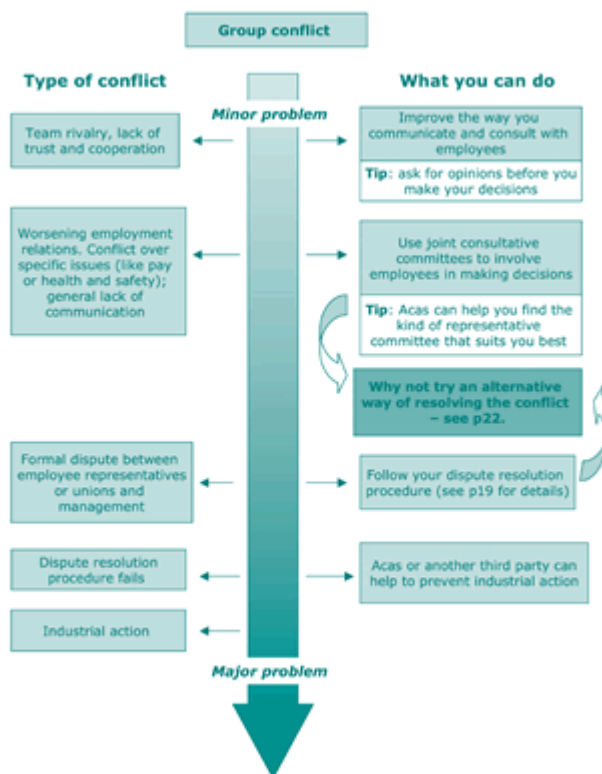 Group conflict
Type of conflict
What you can do
Minor problem
Team rivalry, lack of
trust and cooperation
Improve the way you
communicate and consult with
employees
Tip: ask for opinions before you
make your decisions
Worsening employment
relations. Conflict over
specific issues (like pay
or health and safety);
general lack of
communication
Use joint consultative
committees to involve
employees in making decisions
Tip: Acas can help you find the
kind of representative
committee that suits you best
Why not try an alternative
way of resolving the conflict
– see p22.
Formal dispute between
employee representatives
or unions and
management
Follow your dispute resolution
procedure (see p19 for details)
Dispute resolution
procedure fails
Acas or another third party can
help to prevent industrial action
Industrial action
Major problem